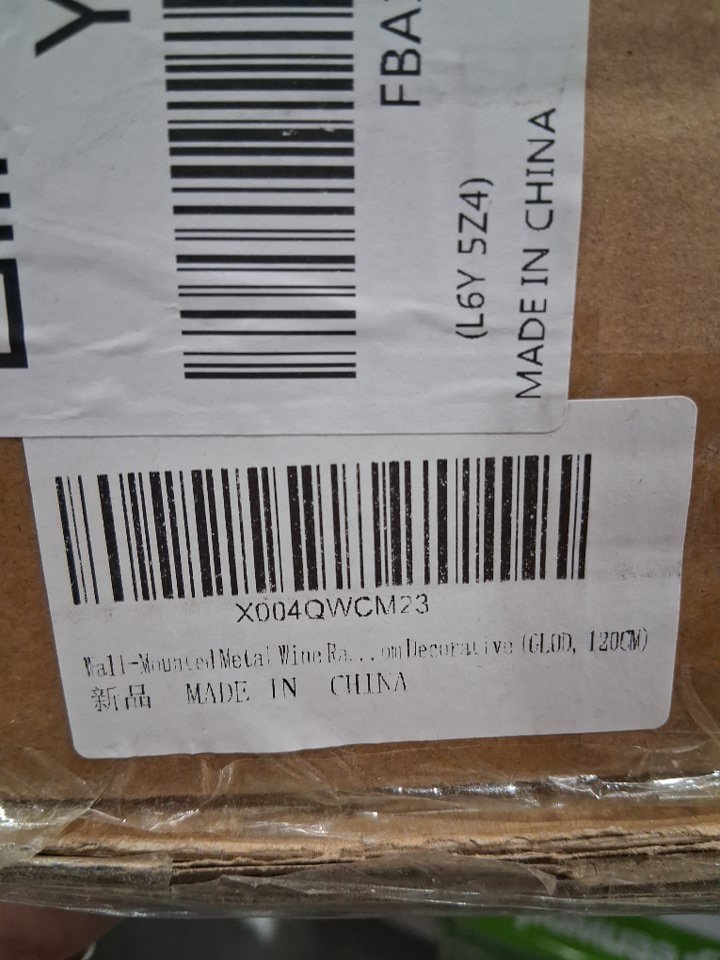 Y
FBA
(L6Y 5Z4)
MADE IN CHINA
X004QWCM23
Wall-Mounted Metal Wine Ra...om Decorative (GLOD, 120CM)
新品 MADE IN CHINA